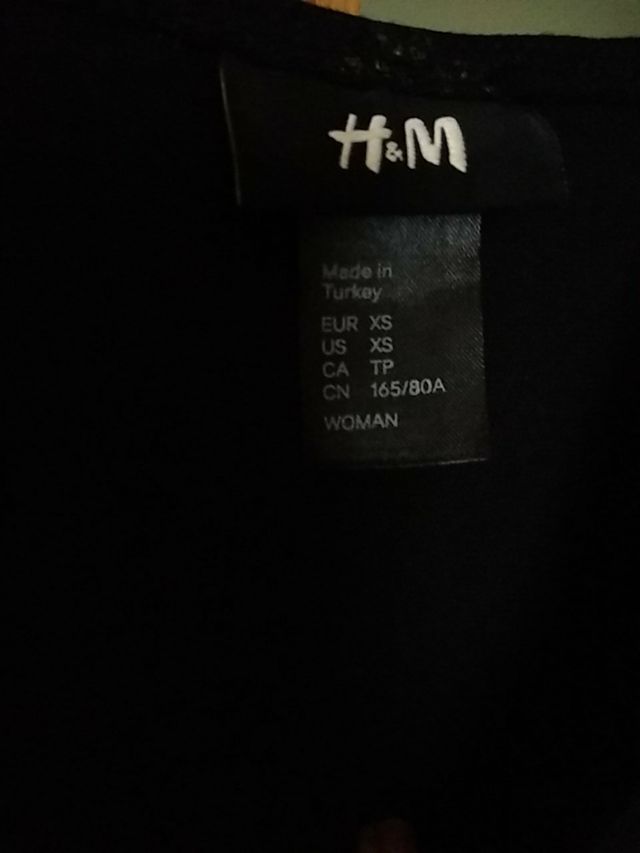 H&M
Made in
Turkey
EUR XS
US XS
CA TP
CN 165/80A
WOMAN